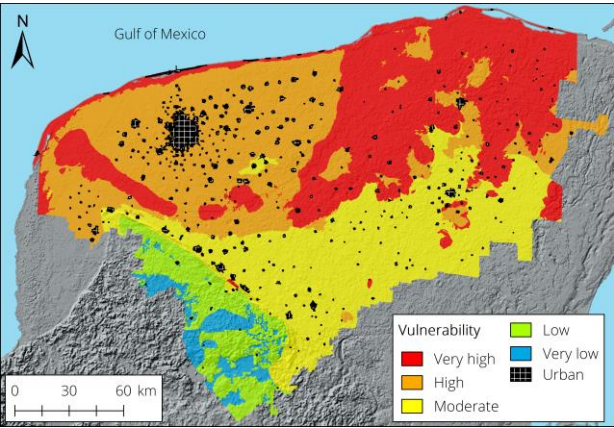 N
Gulf of Mexico
Vulnerability
Very high
High
Moderate
Low
Very low
Urban
0 30 60 km